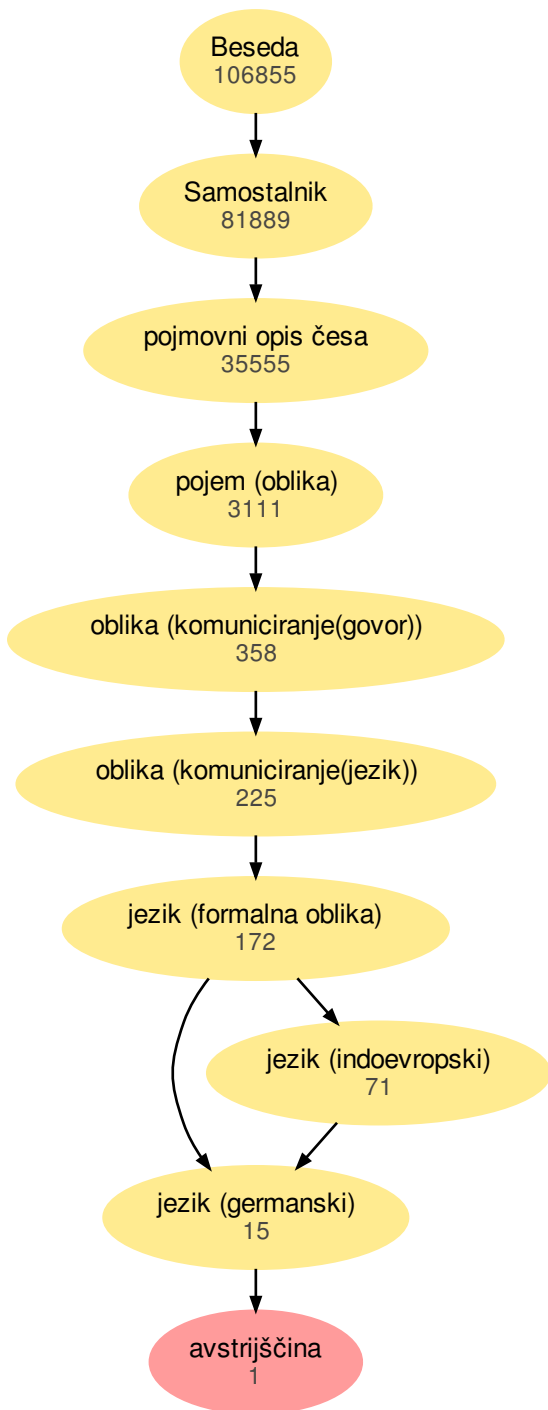 Beseda
106855
Samostalnik
81889
pojmovni opis česa
35555
pojem (oblika)
3111
oblika (komuniciranje(govor))
358
oblika (komuniciranje(jezik))
225
jezik (formalna oblika)
172
jezik (indoevropski)
71
jezik (germanski)
15
avstrijščina
1